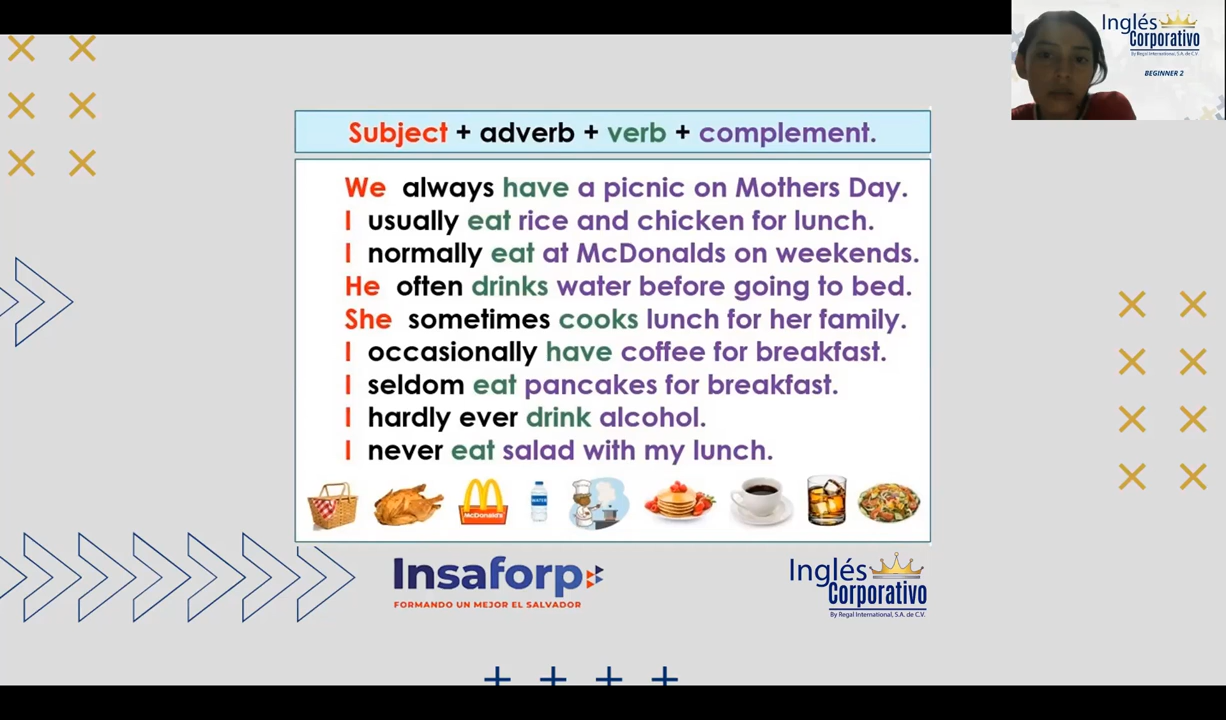 Inglés
Corporativo
By Regal International, S.A. de C.V.
BEGINNER 2
Subject + adverb + verb + complement.
We always have a picnic on Mothers Day.
I usually eat rice and chicken for lunch.
I normally eat at McDonalds on weekends.
He often drinks water before going to bed.
She sometimes cooks lunch for her family.
I occasionally have coffee for breakfast.
I seldom eat pancakes for breakfast.
I hardly ever drink alcohol.
I never eat salad with my lunch.
McDonald's
WATER
Insaforp
FORMANDO UN MEJOR EL SALVADOR
Inglés
Corporativo
By Regal International, S.A. de C.V.